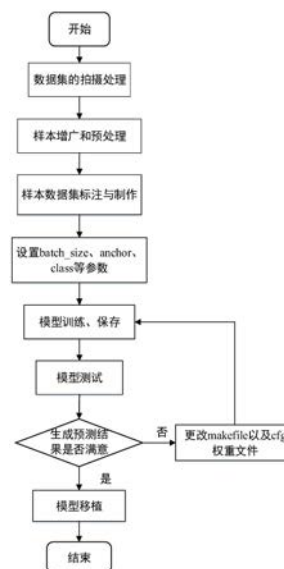 开始
数据集的拍摄处理
样本增广和预处理
样本数据集标注与制作
设置batch_size、anchor、
class等参数
模型训练、保存
模型测试
生成预测结
果是否满意
否
更改makefile以及cfg
权重文件
是
模型移植
结束